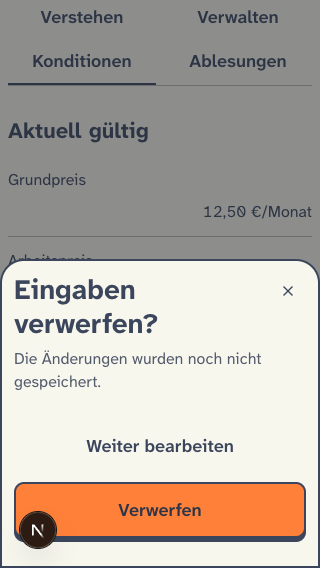 Verstehen
Verwalten
Konditionen
Ablesungen
Aktuell gültig
Grundpreis
12,50 €/Monat
Arbeitspreis
Eingaben
verwerfen?
×
Die Änderungen wurden noch nicht
gespeichert.
Weiter bearbeiten
Verwerfen
N